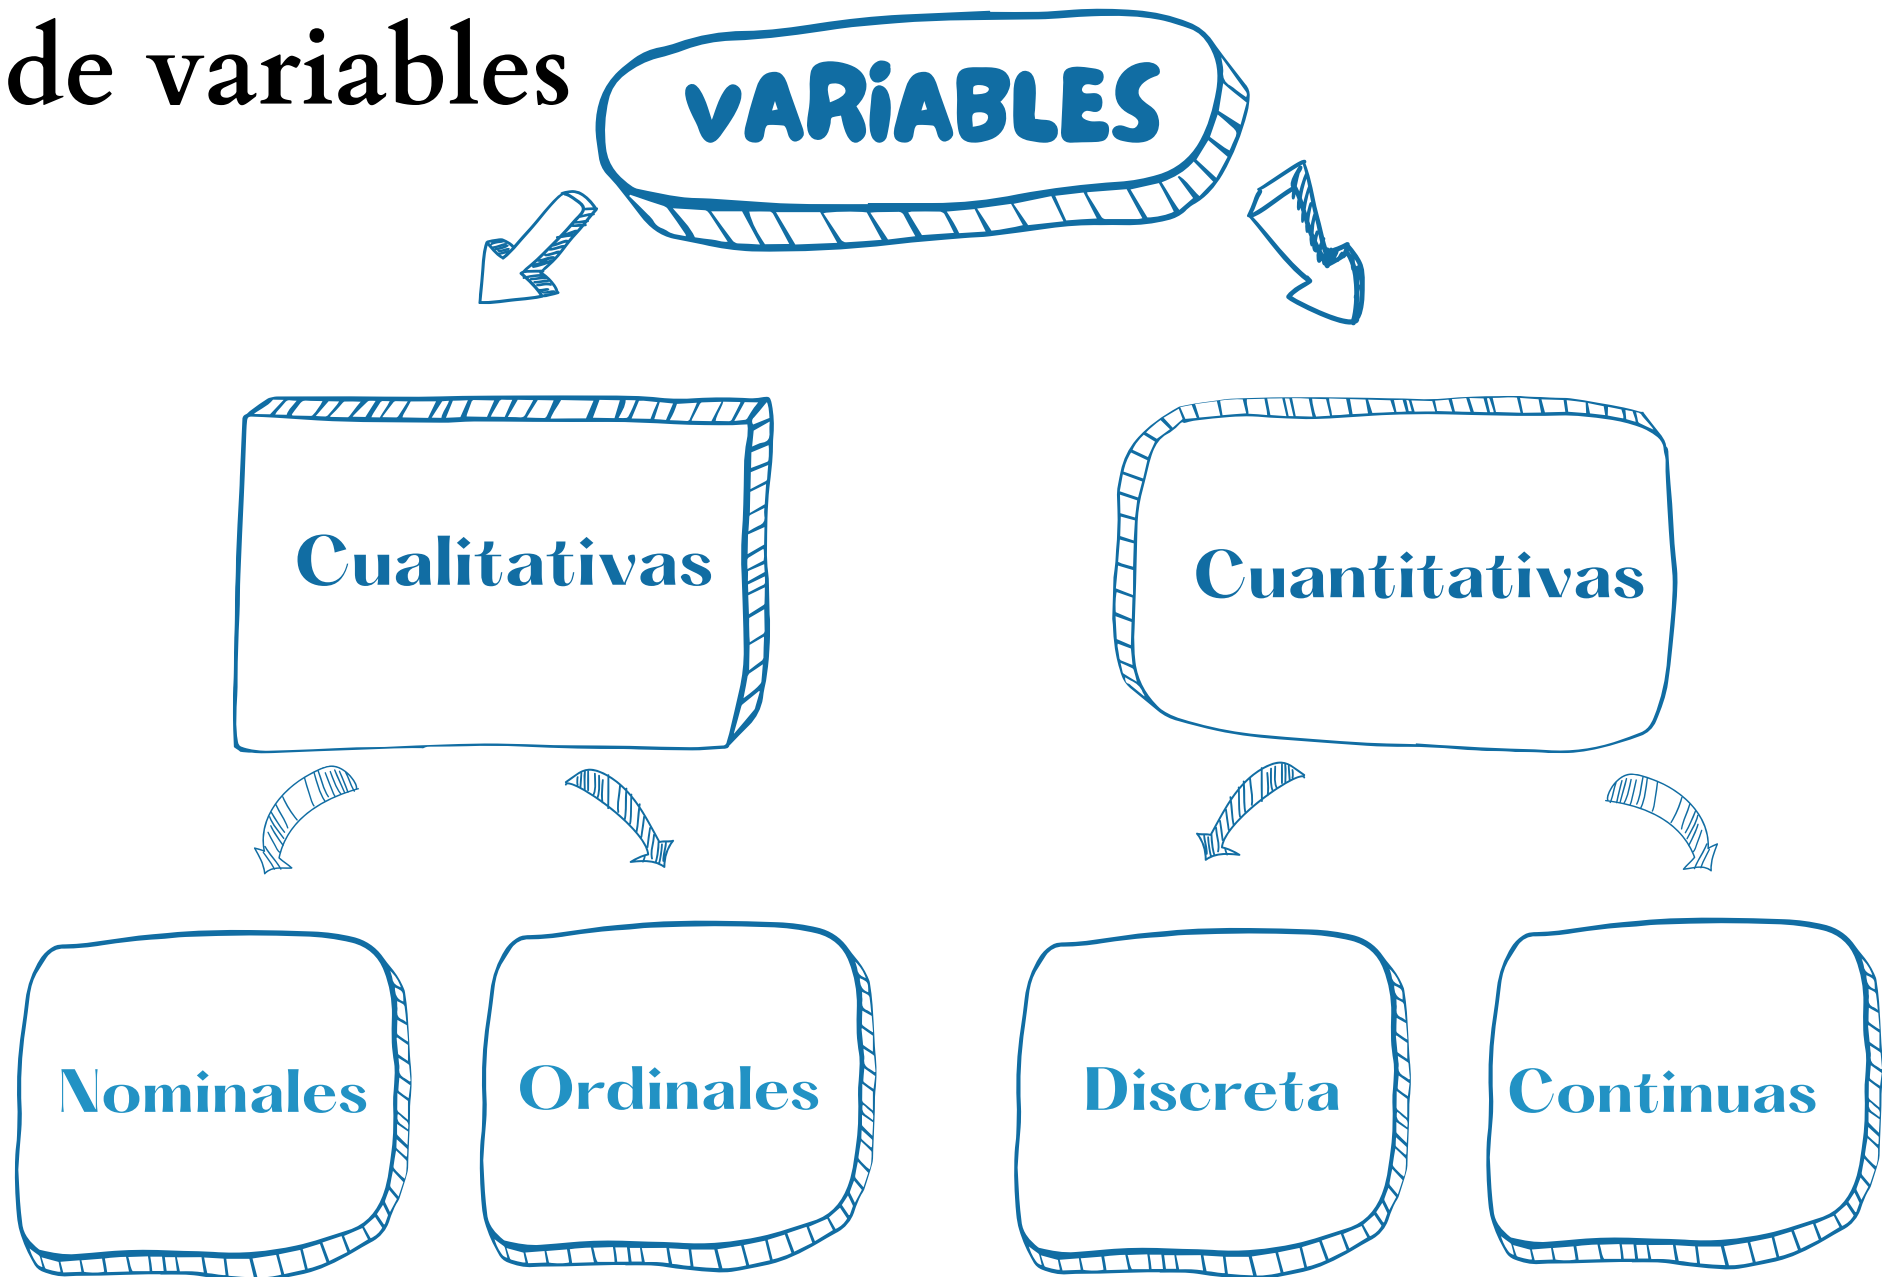 de variables
VARiABLES
Cualitativas
Cuantitativas
Nominales
Ordinales
Discreta
Continuas